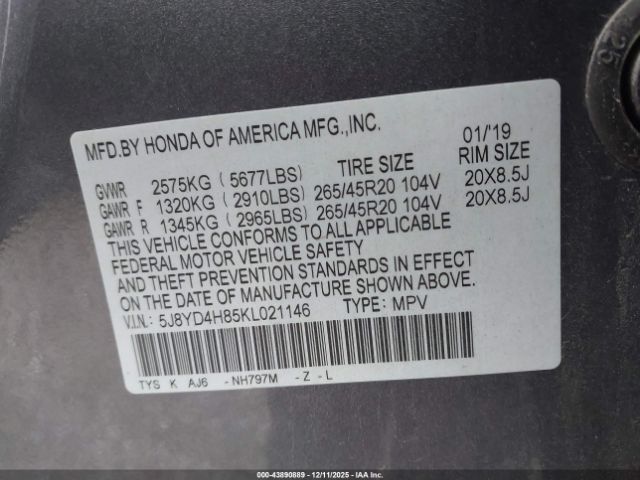 25
MFD.BY HONDA OF AMERICA MFG.,INC. 01/'19
GVWR 2575KG (5677LBS) TIRE SIZE RIM SIZE
GAWR F 1320KG (2910LBS) 265/45R20 104V 20X8.5J
GAWR R 1345KG (2965LBS) 265/45R20 104V 20X8.5J
THIS VEHICLE CONFORMS TO ALL APPLICABLE
FEDERAL MOTOR VEHICLE SAFETY
AND THEFT PREVENTION STANDARDS IN EFFECT
ON THE DATE OF MANUFACTURE SHOWN ABOVE.
V.I.N.: 5J8YD4H85KL021146 TYPE: MPV
TYS K AJ6 - NH797M - Z - L
000-43890889 | 12/11/2025 | IAA Inc.